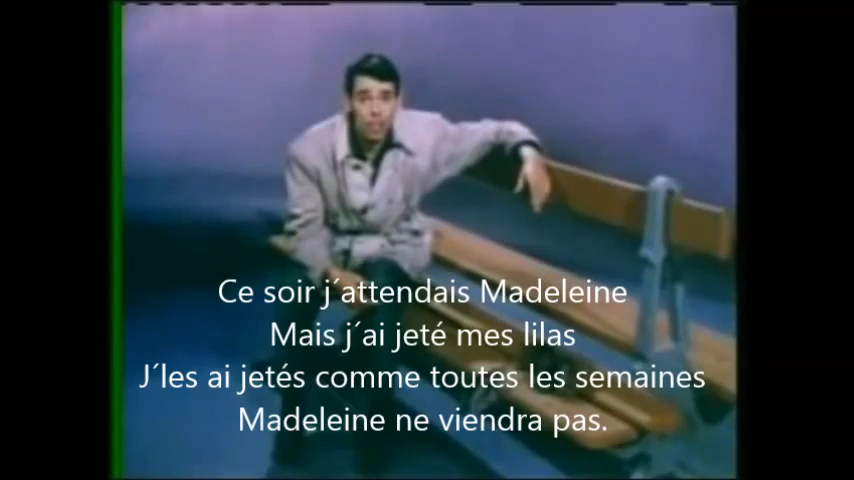 Ce soir j´attendais Madeleine
Mais j´ai jeté mes lilas
J´les ai jetés comme toutes les semaines
Madeleine ne viendra pas.